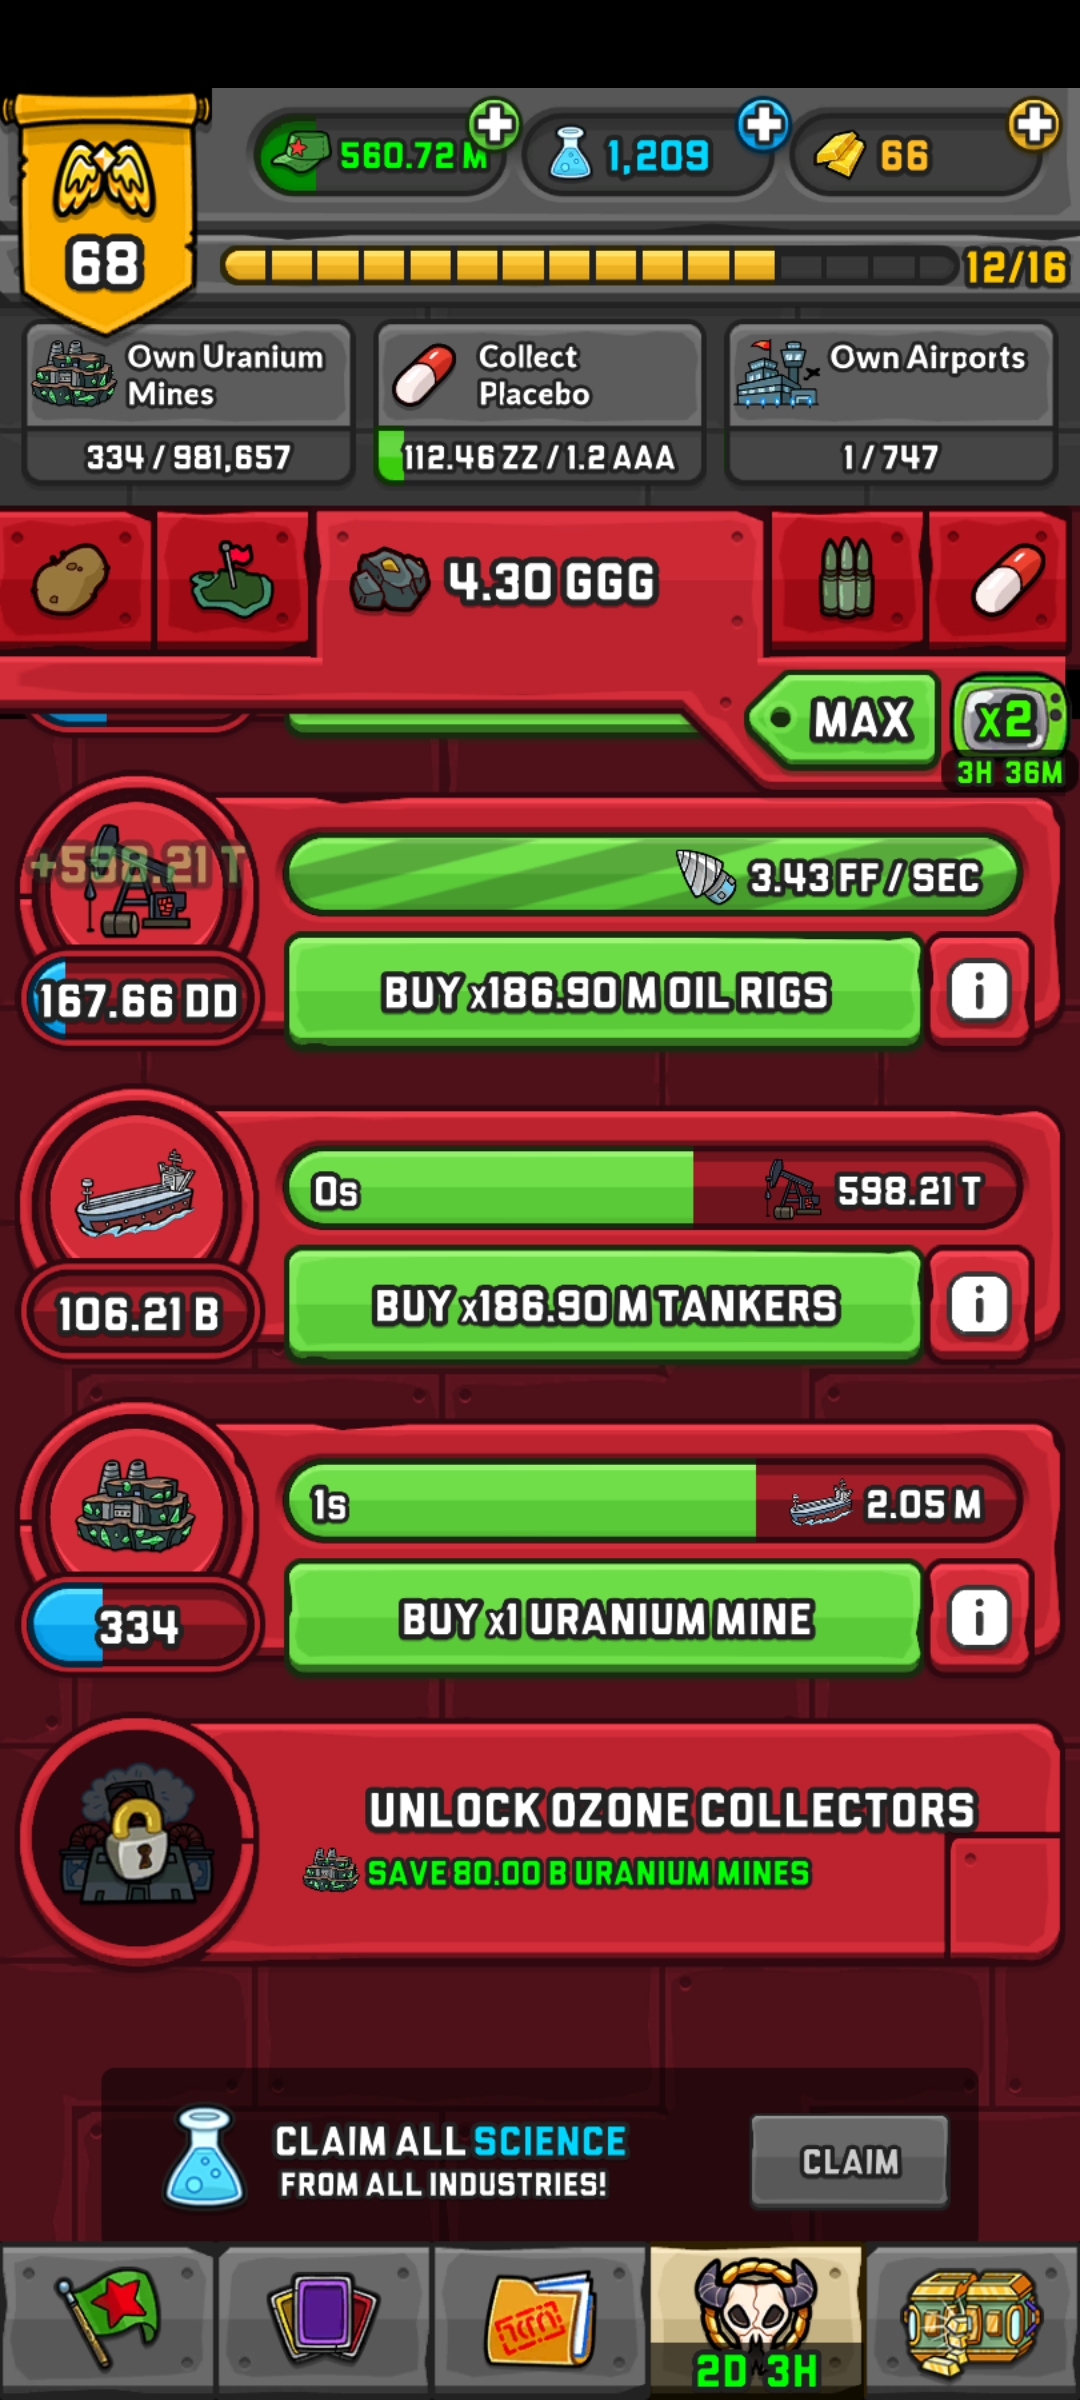 560.72 M
1,209
66
68
12/16
Own Uranium
Mines
334 / 981,657
Collect
Placebo
112.46 ZZ / 1.2 AAA
Own Airports
1 / 747
4.30 GGG
MAX
x2
3H 36M
+598.21 T
3.43 FF / SEC
167.66 DD
BUY x186.90 M OIL RIGS
i
0s
598.21 T
106.21 B
BUY x186.90 M TANKERS
i
1s
2.05 M
334
BUY x1 URANIUM MINE
i
UNLOCK OZONE COLLECTORS
SAVE 80.00 B URANIUM MINES
CLAIM ALL SCIENCE
FROM ALL INDUSTRIES!
CLAIM
2D 3H